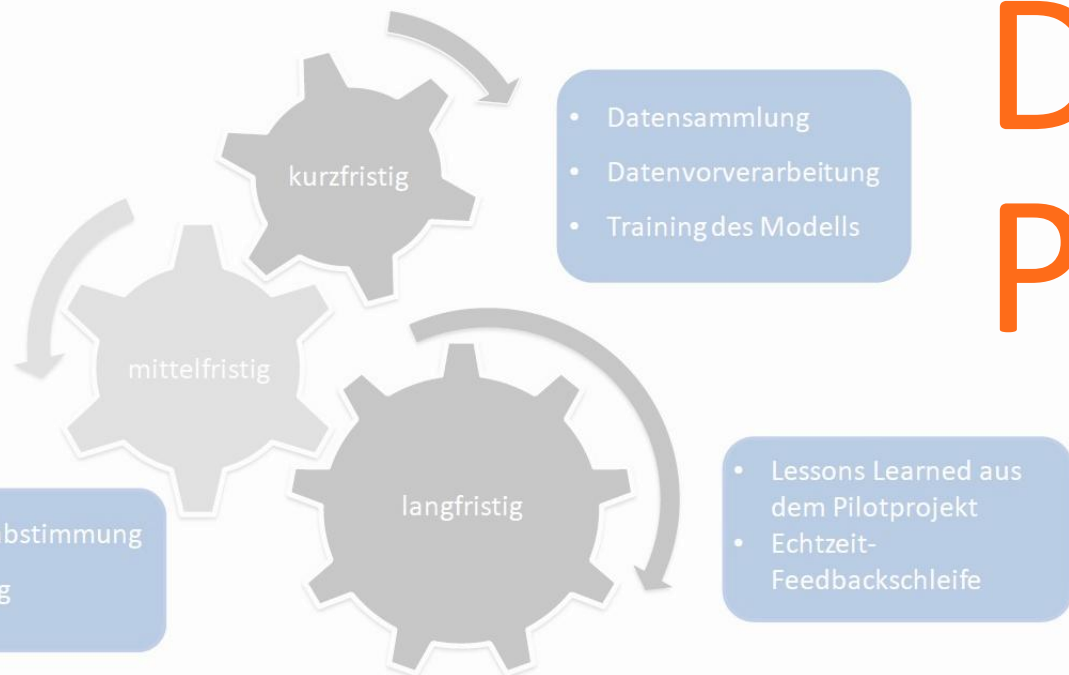 D
P
kurzfristig
• Datensammlung
• Datenvorverarbeitung
• Training des Modells
mittelfristig
langfristig
• Lessons Learned aus
dem Pilotprojekt
• Echtzeit-
Feedbackschleife